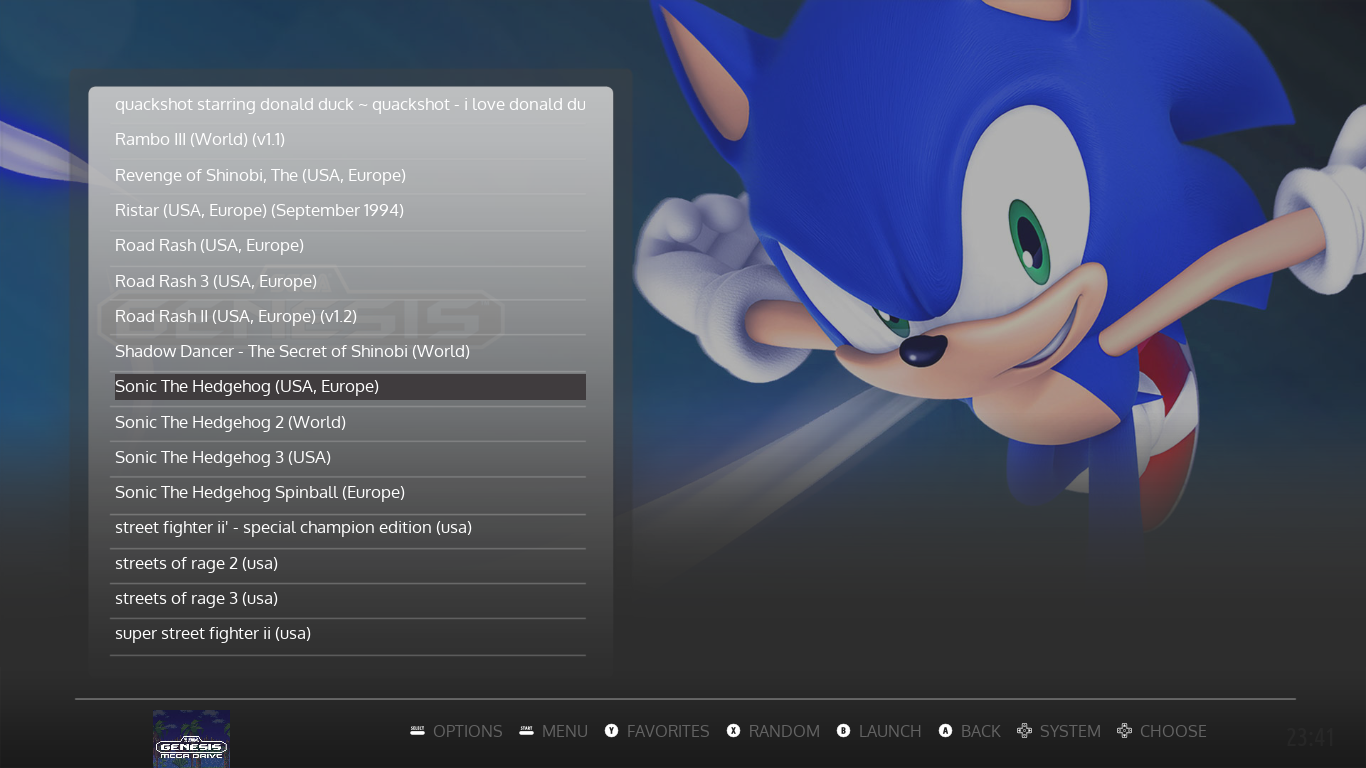 quackshot starring donald duck ~ quackshot - i love donald du
Rambo III (World) (v1.1)
Revenge of Shinobi, The (USA, Europe)
Ristar (USA, Europe) (September 1994)
Road Rash (USA, Europe)
Road Rash 3 (USA, Europe)
GENESIS
Road Rash II (USA, Europe) (v1.2)
Shadow Dancer - The Secret of Shinobi (World)
Sonic The Hedgehog (USA, Europe)
Sonic The Hedgehog 2 (World)
Sonic The Hedgehog 3 (USA)
Sonic The Hedgehog Spinball (Europe)
street fighter ii' - special champion edition (usa)
streets of rage 2 (usa)
streets of rage 3 (usa)
super street fighter ii (usa)
GENESIS
MEGA DRIVE
SELECT OPTIONS START MENU Y FAVORITES X RANDOM B LAUNCH A BACK SYSTEM CHOOSE
23:41